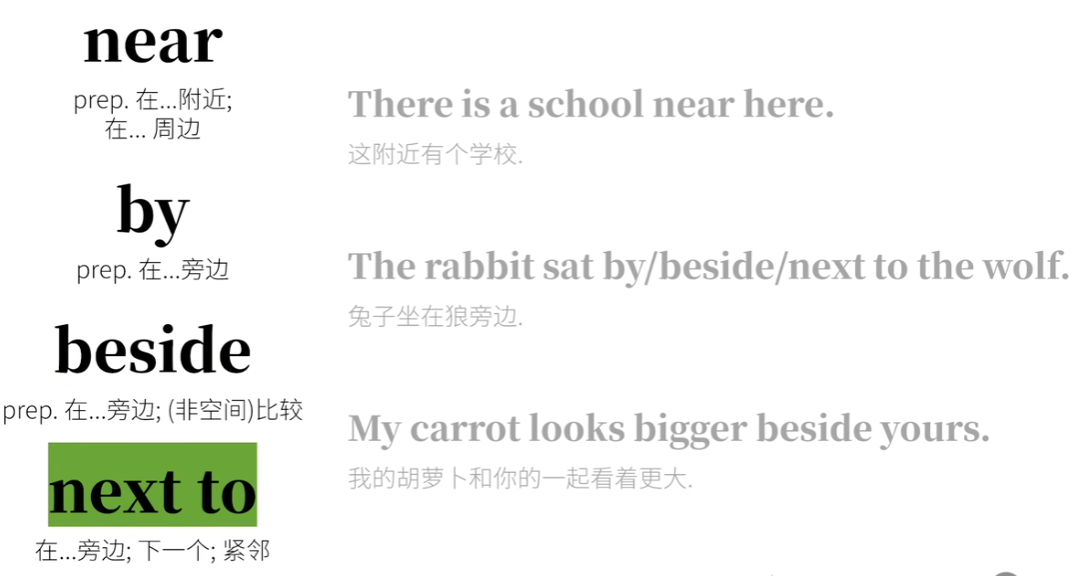 near
prep. 在...附近;
在... 周边
There is a school near here.
这附近有个学校.
by
prep. 在...旁边
The rabbit sat by/beside/next to the wolf.
兔子坐在狼旁边.
beside
prep. 在...旁边; (非空间)比较
My carrot looks bigger beside yours.
我的胡萝卜和你的一起看着更大.
next to
在...旁边; 下一个; 紧邻